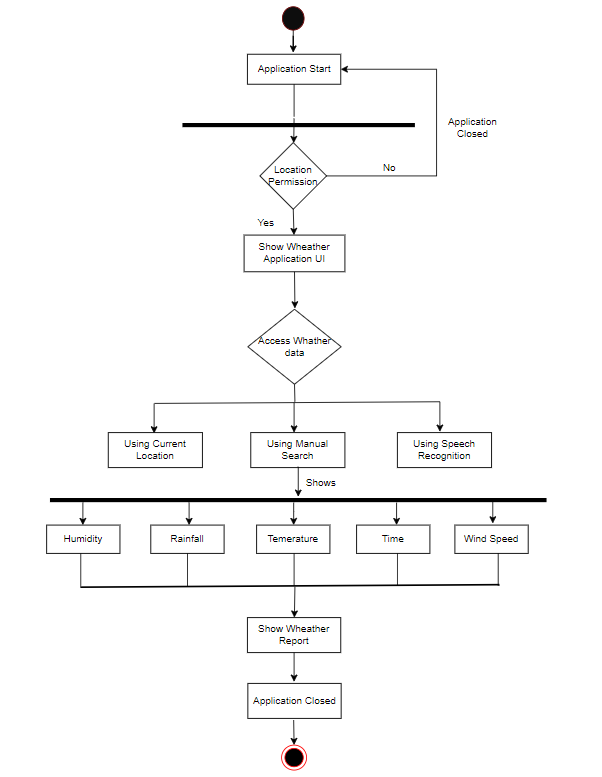 Application Start
Application
Closed
Location
Permission
No
Yes
Show Wheather
Application UI
Access Whather
data
Using Current
Location
Using Manual
Search
Using Speech
Recognition
Shows
Humidity
Rainfall
Temerature
Time
Wind Speed
Show Wheather
Report
Application Closed